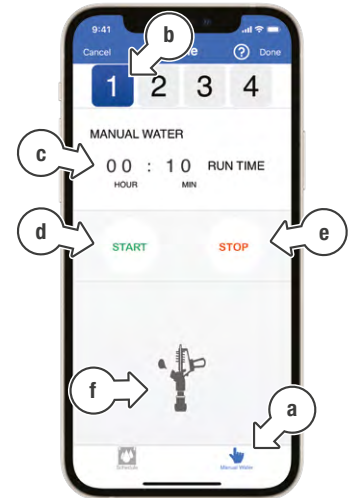 9:41
b
Cancel
? Done
1 2 3 4
MANUAL WATER
c
00 : 10 RUN TIME
HOUR MIN
d
e
START STOP
f
a
Schedule
Manual Water